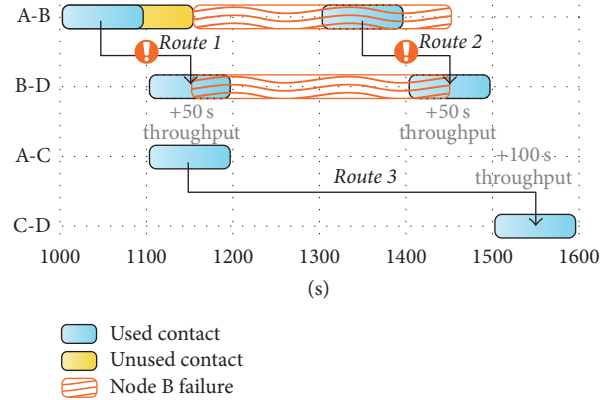 A-B
Route 1
Route 2
B-D
+50 s
throughput
+50 s
throughput
A-C
+100 s
throughput
Route 3
C-D
1000 1100 1200 1300 1400 1500 1600
(s)
Used contact
Unused contact
Node B failure